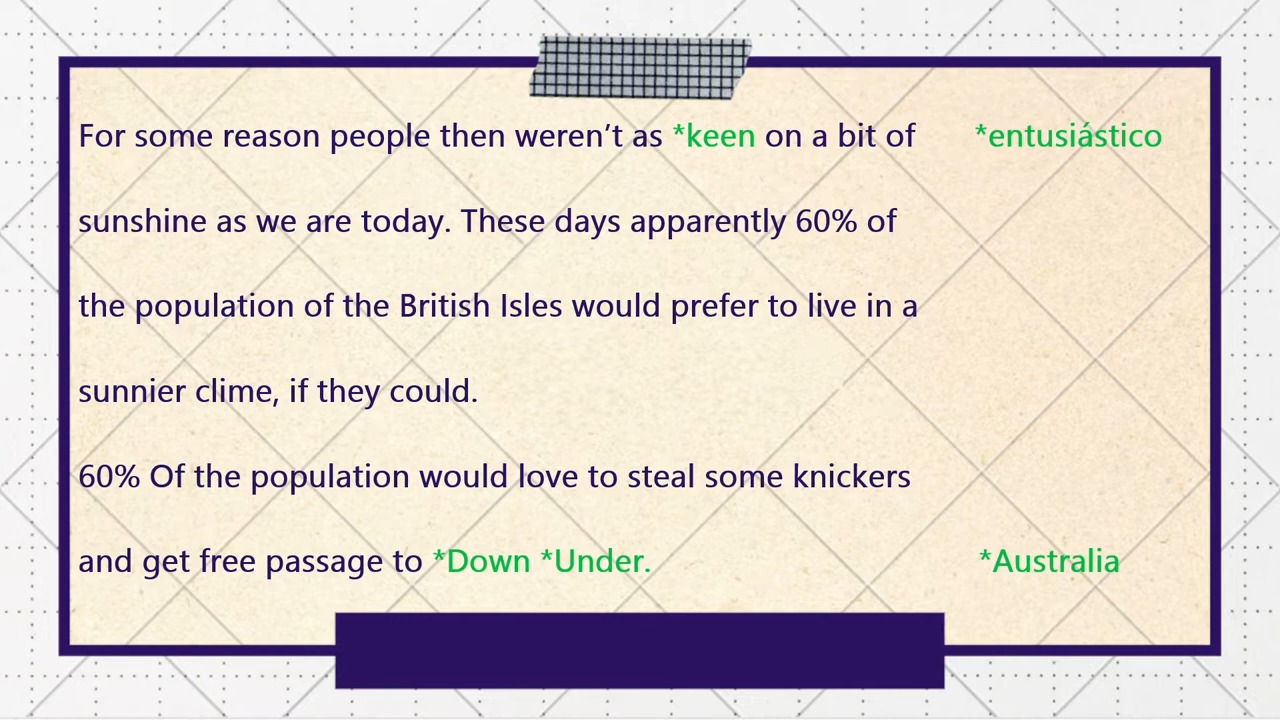 For some reason people then weren’t as *keen on a bit of *entusiástico
sunshine as we are today. These days apparently 60% of
the population of the British Isles would prefer to live in a
sunnier clime, if they could.
60% Of the population would love to steal some knickers
and get free passage to *Down *Under. *Australia